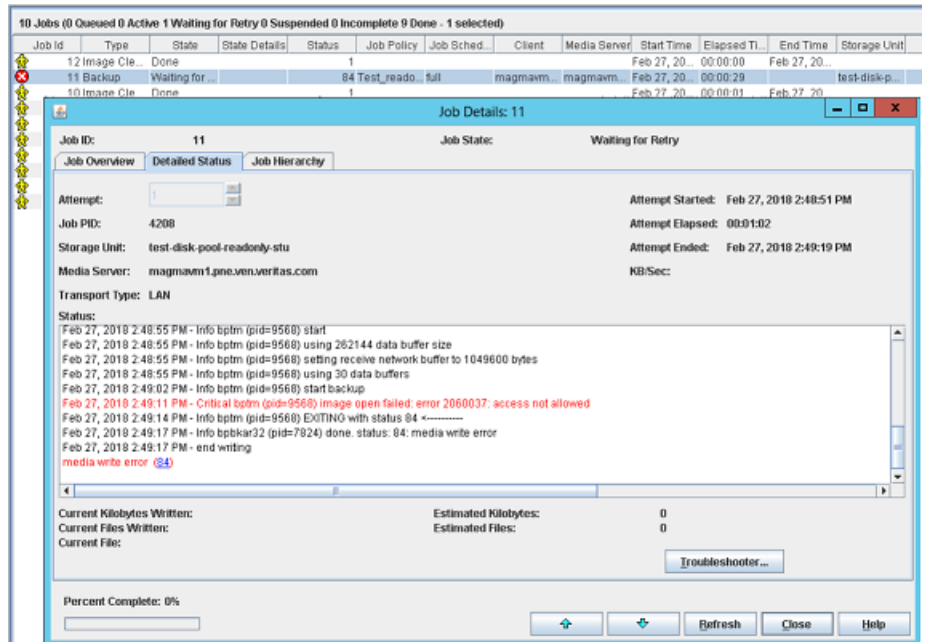 10 Jobs (0 Queued 0 Active 1 Waiting for Retry 0 Suspended 0 Incomplete 9 Done - 1 selected)
Job Id Type State State Details Status Job Policy Job Sched... Client Media Server Start Time Elapsed Ti... End Time Storage Unit
12 Image Cle... Done 1 Feb 27, 20... 00:00:00 Feb 27, 20...
11 Backup Waiting for ... 84 Test_reado... full magmavm... magmavm... Feb 27, 20... 00:00:29 test-disk-p...
10 Image Cle... Done 1 Feb 27, 20... 00:00:01 Feb 27, 20...
Job Details: 11
Job ID: 11 Job State: Waiting for Retry
Job Overview Detailed Status Job Hierarchy
Attempt: 1 Attempt Started: Feb 27, 2018 2:48:51 PM
Job PID: 4208 Attempt Elapsed: 00:01:02
Storage Unit: test-disk-pool-readonly-stu Attempt Ended: Feb 27, 2018 2:49:19 PM
Media Server: magmavm1.pne.ven.veritas.com KB/Sec:
Transport Type: LAN
Status:
Feb 27, 2018 2:48:55 PM - Info bptm (pid=9568) start
Feb 27, 2018 2:48:55 PM - Info bptm (pid=9568) using 262144 data buffer size
Feb 27, 2018 2:48:55 PM - Info bptm (pid=9568) setting receive network buffer to 1049600 bytes
Feb 27, 2018 2:48:55 PM - Info bptm (pid=9568) using 30 data buffers
Feb 27, 2018 2:49:02 PM - Info bptm (pid=9568) start backup
Feb 27, 2018 2:49:11 PM - Critical bptm (pid=9568) image open failed: error 2060037: access not allowed
Feb 27, 2018 2:49:14 PM - Info bptm (pid=9568) EXITING with status 84 <----------
Feb 27, 2018 2:49:17 PM - Info bpbkar32 (pid=7824) done. status: 84: media write error
Feb 27, 2018 2:49:17 PM - end writing
media write error (84)
Current Kilobytes Written: Estimated Kilobytes: 0
Current Files Written: Estimated Files: 0
Current File:
Troubleshooter...
Percent Complete: 0%
Refresh Close Help